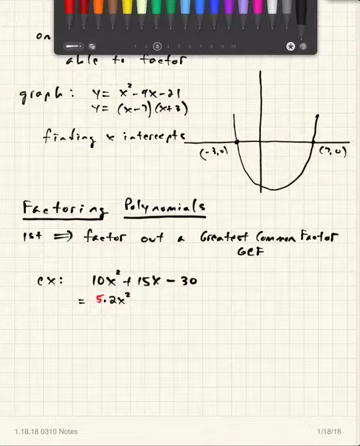 on
able to factor
graph: y = x² - 4x - 21
y = (x-7)(x+3)
finding x intercepts
(-3,0) (7,0)
Factoring Polynomials
1st ⇒ factor out a Greatest Common Factor
GCF
ex: 10x² + 15x - 30
= 5·2x²
1.18.18 0310 Notes 1/18/18